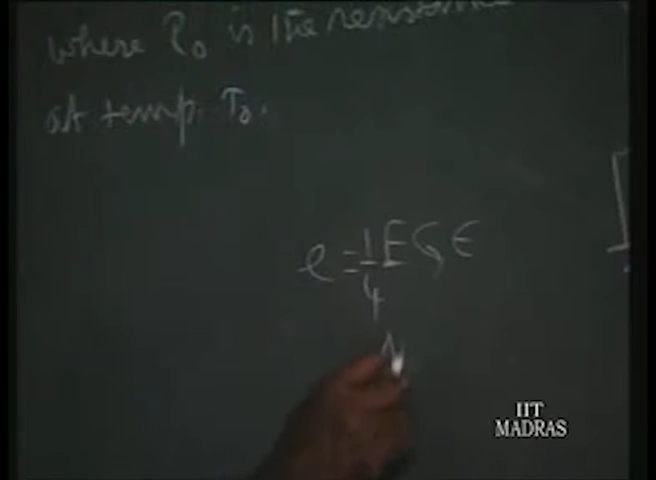 where R₀ is the resistance
at temp. T₀.
e = 1/4 E G ε
IIT
MADRAS